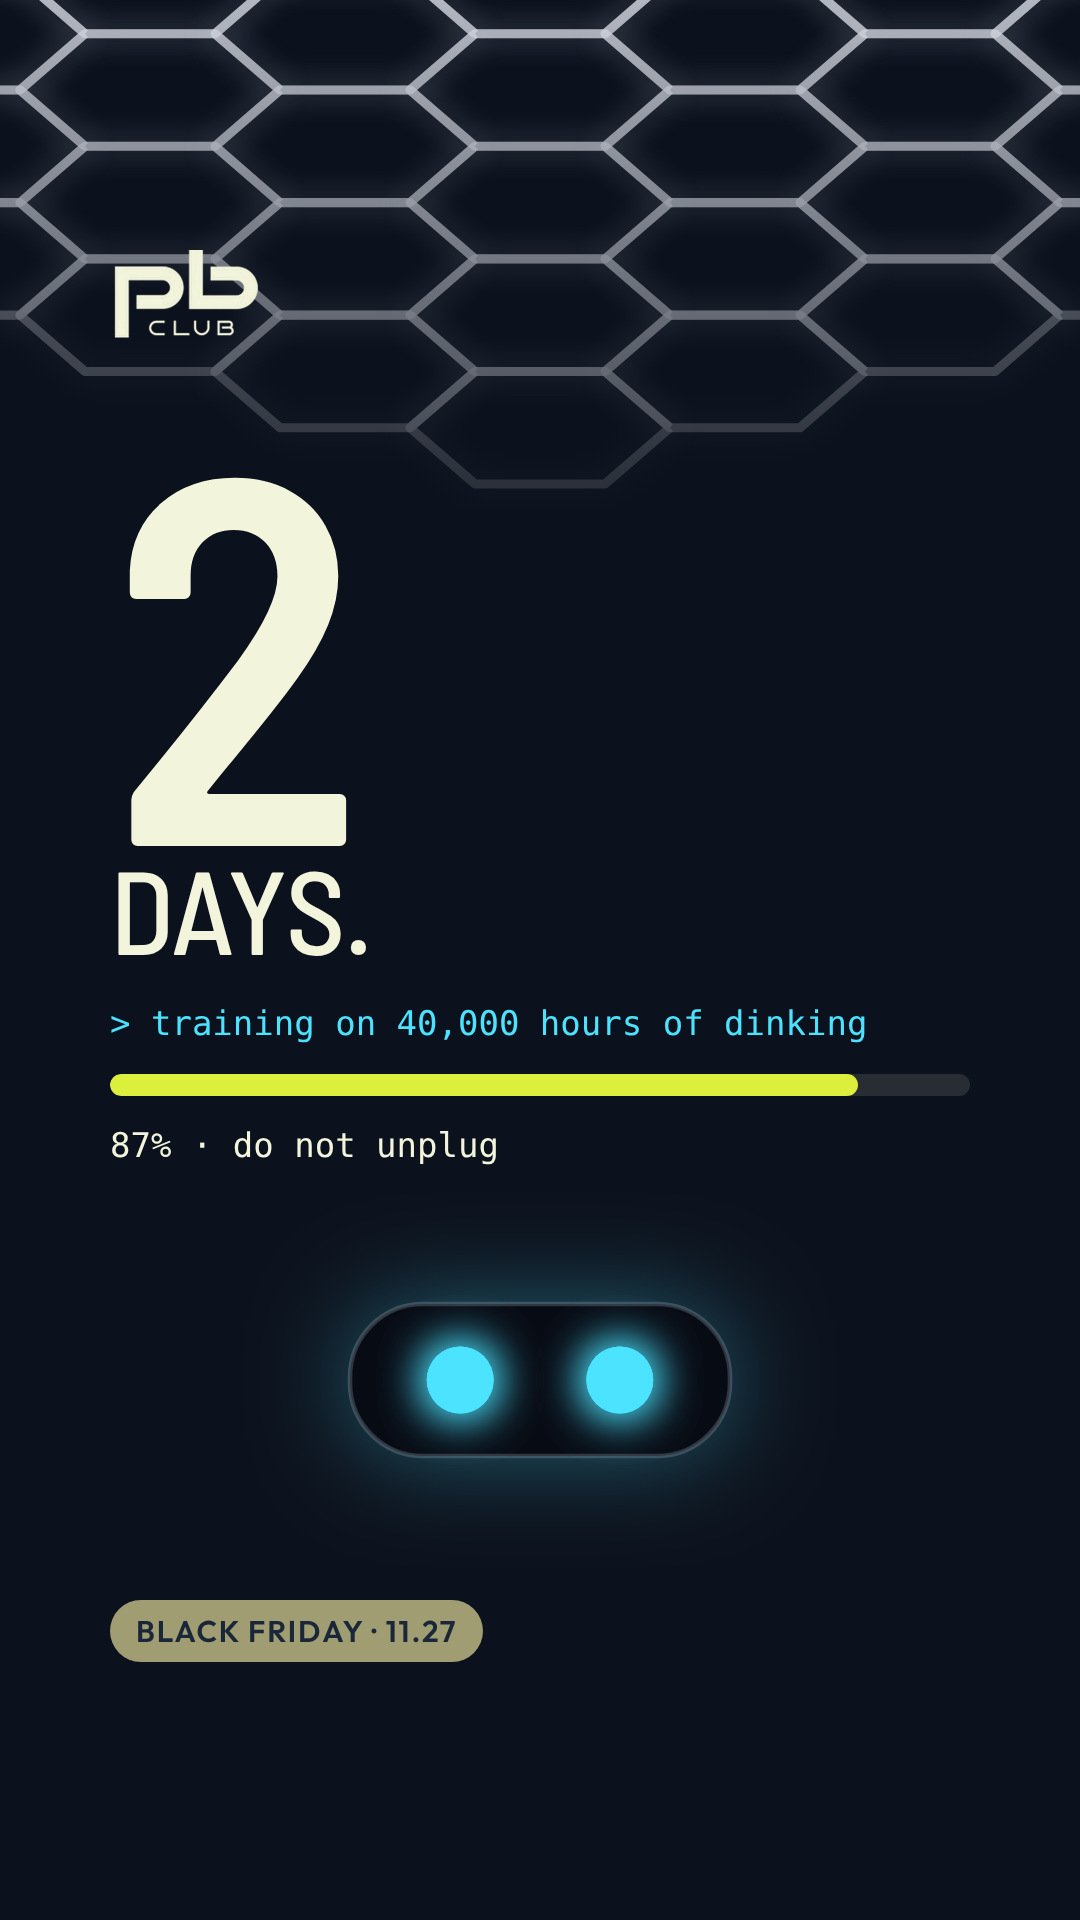 pb
CLUB
2
DAYS.
> training on 40,000 hours of dinking
87% · do not unplug
BLACK FRIDAY · 11.27